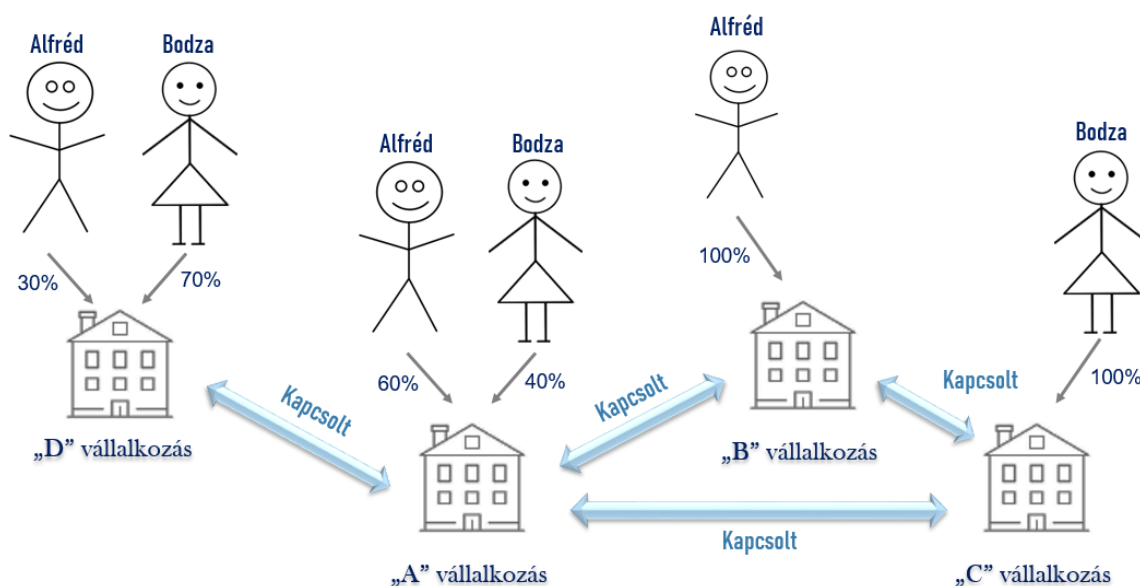 Alfréd
Bodza
30%
70%
„D” vállalkozás
Kapcsolt
Alfréd
Bodza
60%
40%
„A” vállalkozás
Kapcsolt
Alfréd
100%
„B” vállalkozás
Kapcsolt
Kapcsolt
Bodza
100%
„C” vállalkozás